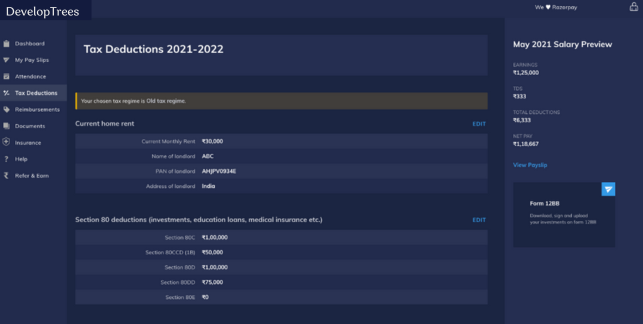 DevelopTrees
We ♥ Razorpay
Dashboard
My Pay Slips
Attendance
Tax Deductions
Reimbursements
Documents
Insurance
Help
Refer & Earn
Tax Deductions 2021-2022
Your chosen tax regime is Old tax regime.
Current home rent EDIT
Current Monthly Rent ₹30,000
Name of landlord ABC
PAN of landlord AHJPV0934E
Address of landlord India
Section 80 deductions (investments, education loans, medical insurance etc.) EDIT
Section 80C ₹1,00,000
Section 80CCD (1B) ₹50,000
Section 80D ₹1,00,000
Section 80DD ₹75,000
Section 80E ₹0
May 2021 Salary Preview
EARNINGS
₹1,25,000
TDS
₹333
TOTAL DEDUCTIONS
₹6,333
NET PAY
₹1,18,667
View Payslip
Form 12BB
Download, sign and upload
your investments on form 12BB